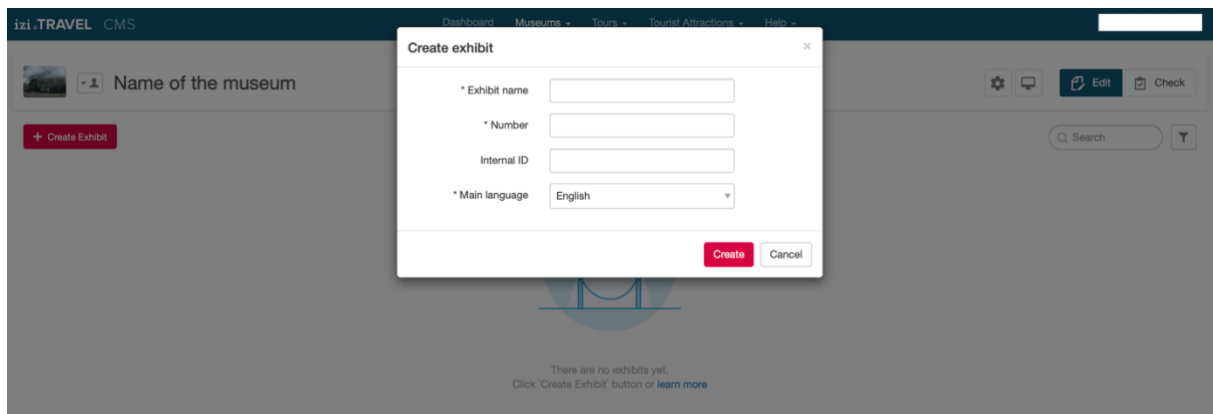 izi.TRAVEL CMS
Dashboard Museums Tours Tourist Attractions Help
Create exhibit ×
Name of the museum
Edit Check
+ Create Exhibit
Search
* Exhibit name
* Number
Internal ID
* Main language English
Create Cancel
There are no exhibits yet.
Click 'Create Exhibit' button or learn more